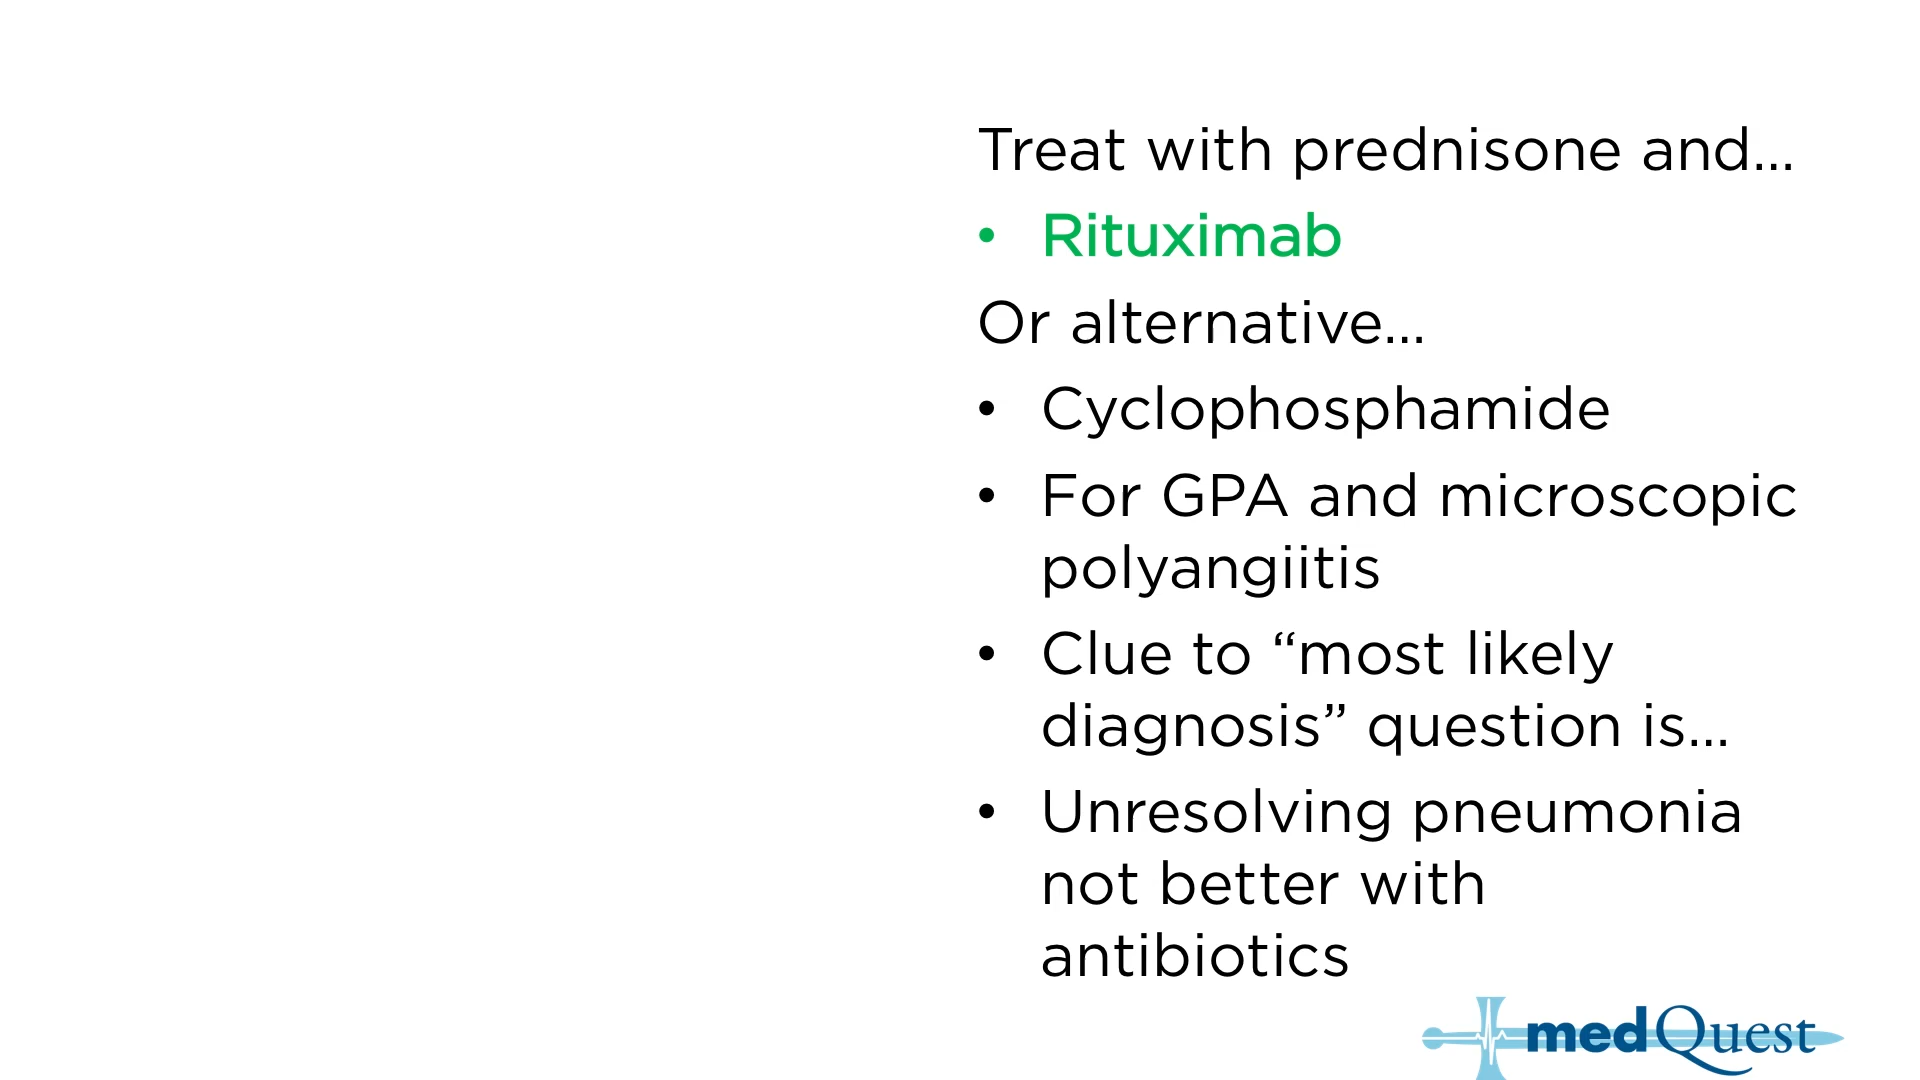 Treat with prednisone and...
• Rituximab
Or alternative...
• Cyclophosphamide
• For GPA and microscopic
polyangiitis
• Clue to “most likely
diagnosis” question is...
• Unresolving pneumonia
not better with
antibiotics
medQuest